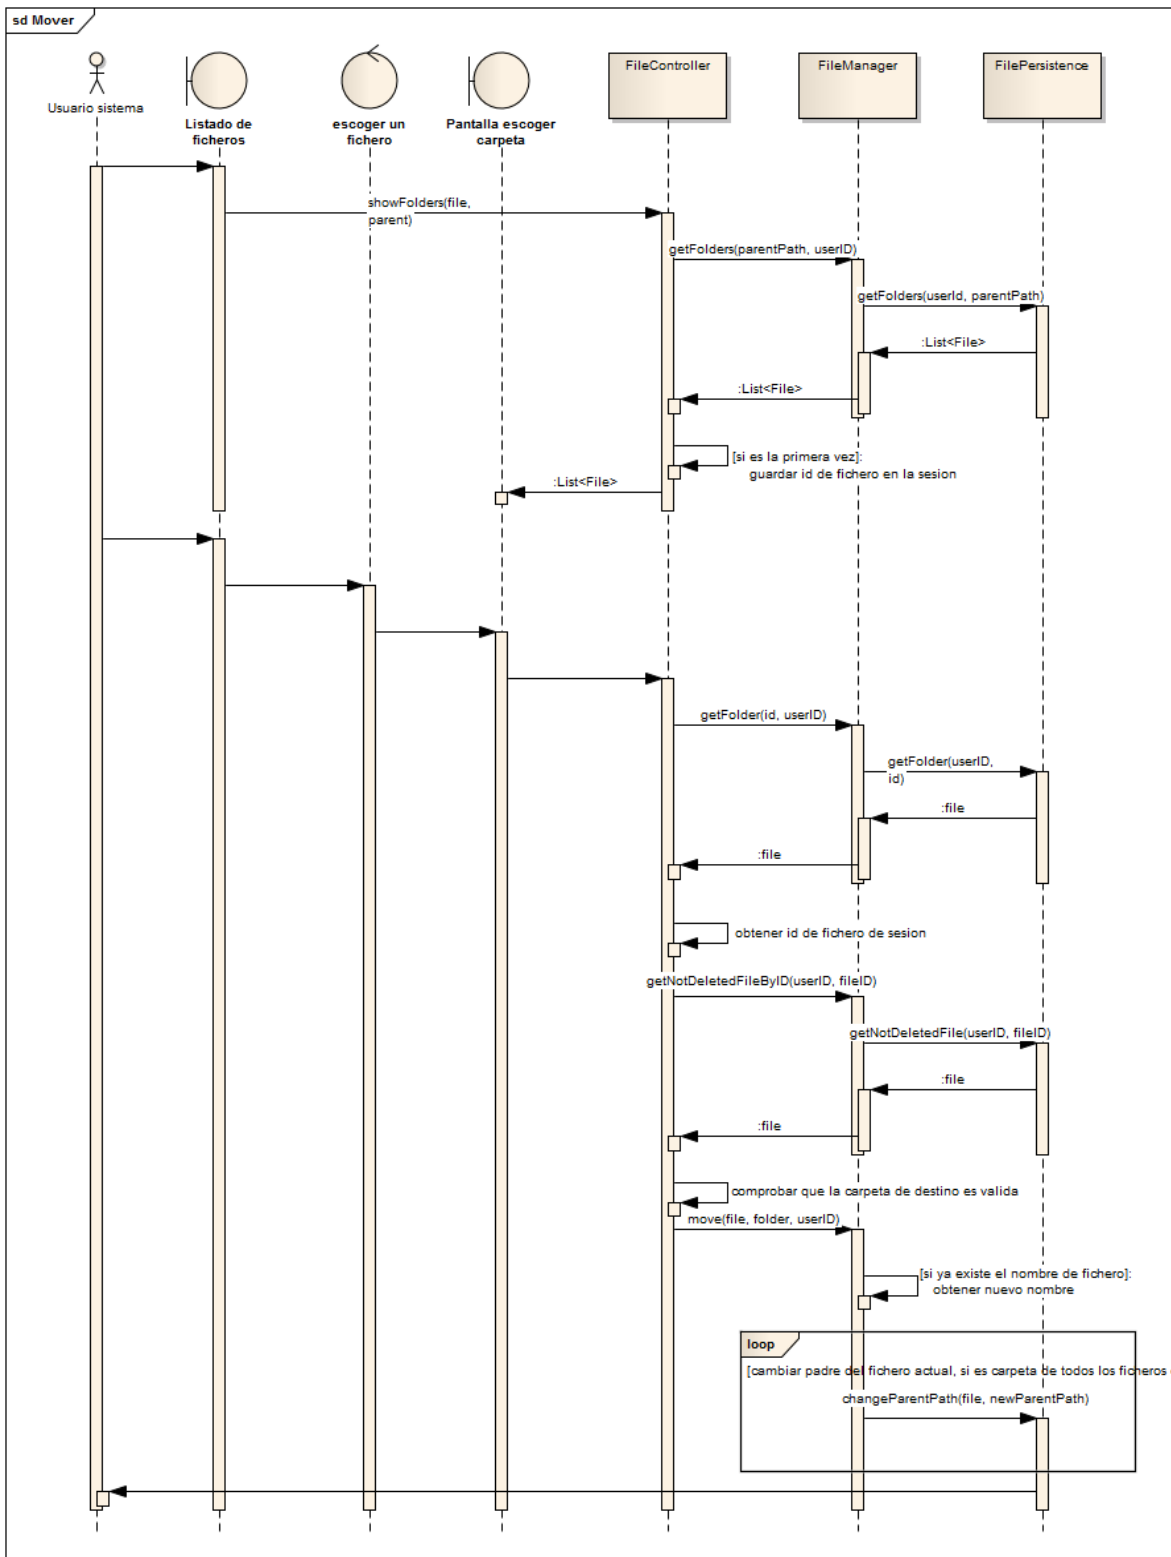 sd Mover
FileController
FileManager
FilePersistence
Usuario sistema
Listado de
ficheros
escoger un
fichero
Pantalla escoger
carpeta
showFolders(file,
parent)
getFolders(parentPath, userID)
getFolders(userId, parentPath)
:List<File>
:List<File>
[si es la primera vez]:
guardar id de fichero en la sesion
:List<File>
getFolder(id, userID)
getFolder(userID,
id)
:file
:file
obtener id de fichero de sesion
getNotDeletedFileByID(userID, fileID)
getNotDeletedFile(userID, fileID)
:file
:file
comprobar que la carpeta de destino es valida
move(file, folder, userID)
[si ya existe el nombre de fichero]:
obtener nuevo nombre
loop
[cambiar padre del fichero actual, si es carpeta de todos los ficheros
changeParentPath(file, newParentPath)